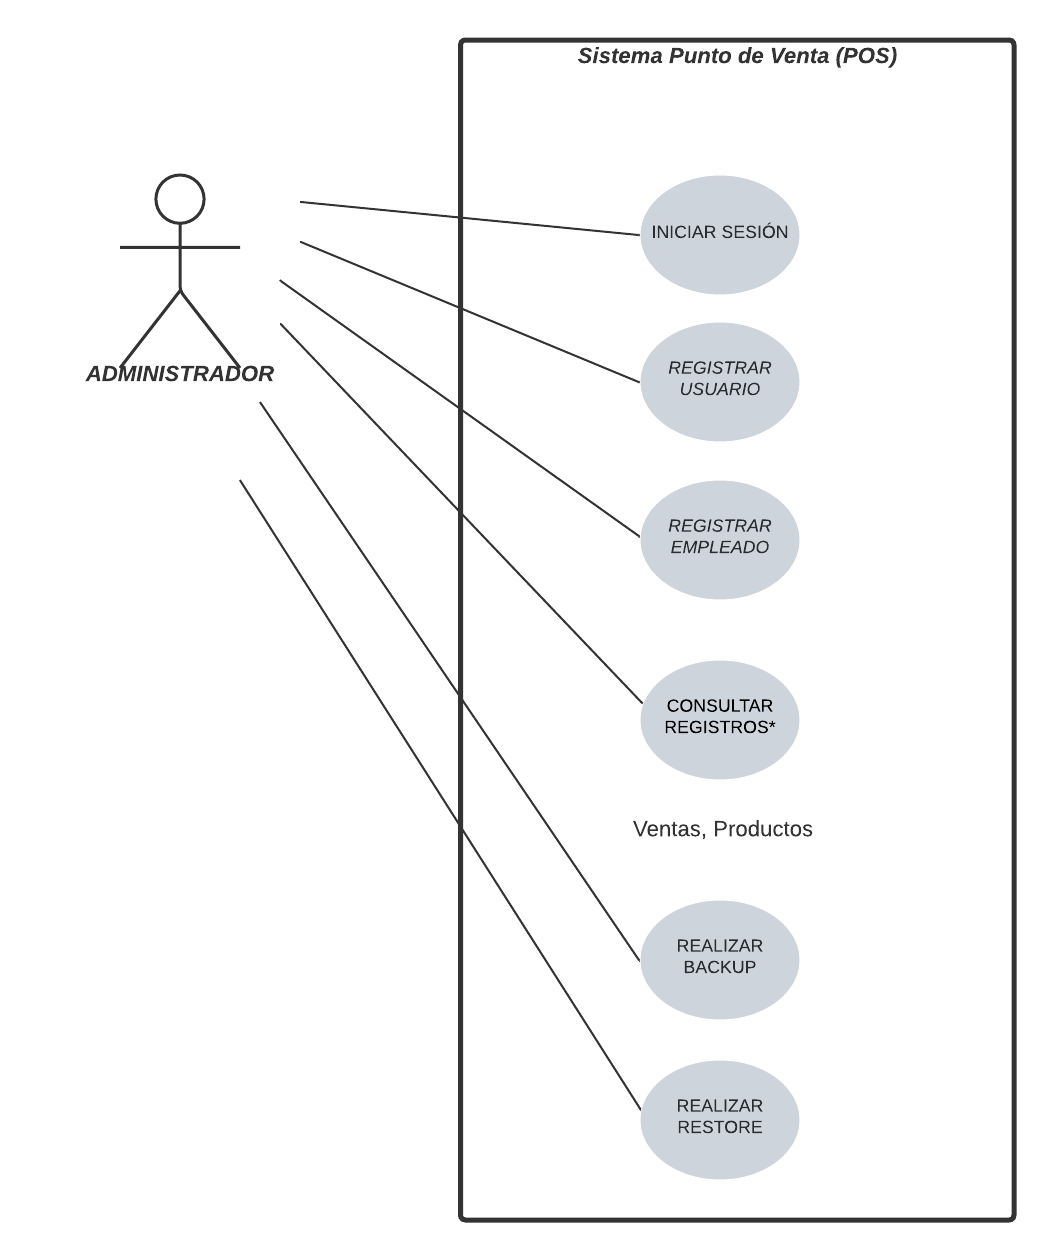 Sistema Punto de Venta (POS)
INICIAR SESIÓN
REGISTRAR
USUARIO
ADMINISTRADOR
REGISTRAR
EMPLEADO
CONSULTAR
REGISTROS*
Ventas, Productos
REALIZAR
BACKUP
REALIZAR
RESTORE